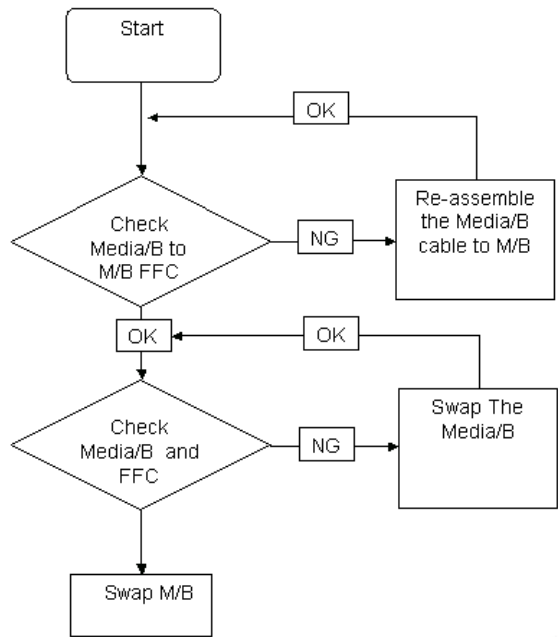 Start
OK
Check
Media/B to
M/B FFC
NG
Re-assemble
the Media/B
cable to M/B
OK
OK
Check
Media/B and
FFC
NG
Swap The
Media/B
Swap M/B